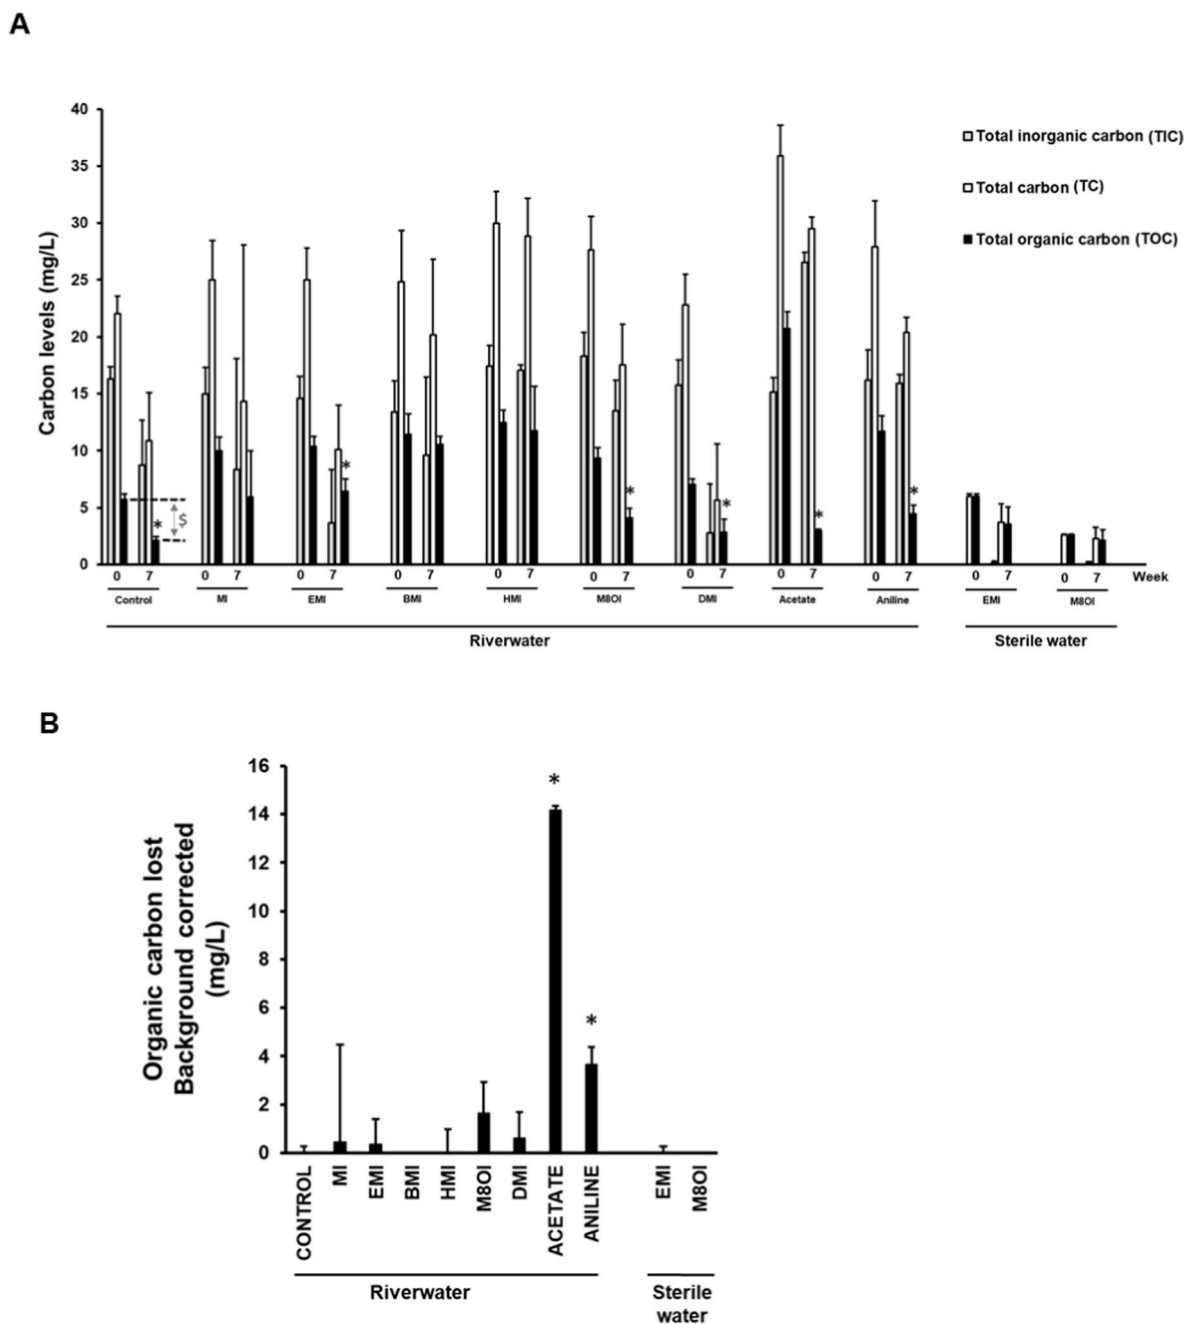 A
40
35
30
25
20
15
10
5
0
Carbon levels (mg/L)
Total inorganic carbon (TIC)
Total carbon (TC)
Total organic carbon (TOC)
* $ * * * * *
0 7 0 7 0 7 0 7 0 7 0 7 0 7 0 7 0 7 0 7 0 7 Week
Control MI EMI BMI HMI M8OI DMI Acetate Aniline EMI M8OI
Riverwater Sterile water
B
16
14
12
10
8
6
4
2
0
Organic carbon lost
Background corrected
(mg/L)
*
*
CONTROL
MI
EMI
BMI
HMI
M8OI
DMI
ACETATE
ANILINE
EMI
M8OI
Riverwater
Sterile
water